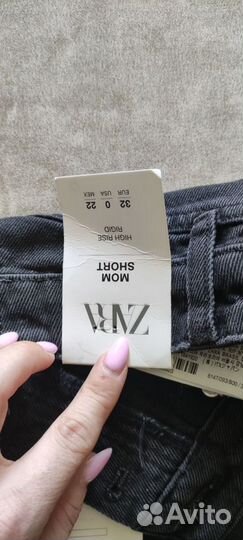 ZARA
MOM
SHORT
HIGH RISE
RIGID
EUR USA MEX
32 0 22
Avito